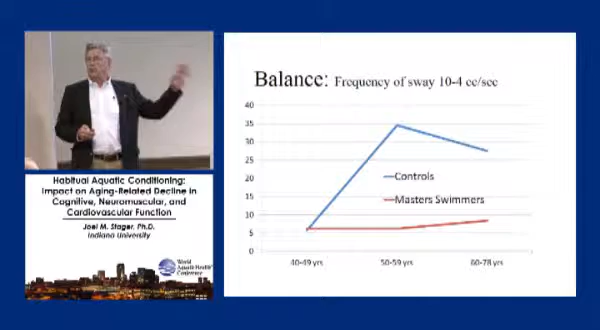 Habitual Aquatic Conditioning:
Impact on Aging-Related Decline in
Cognitive, Neuromuscular, and
Cardiovascular Function
Joel M. Stager, Ph.D.
Indiana University
World
Aquatic Health
Conference
Balance: Frequency of sway 10-4 cc/scc
40
35
30
25
20
15
10
5
0
Controls
Masters Swimmers
40-49 yrs
50-59 yrs
60-78 yrs